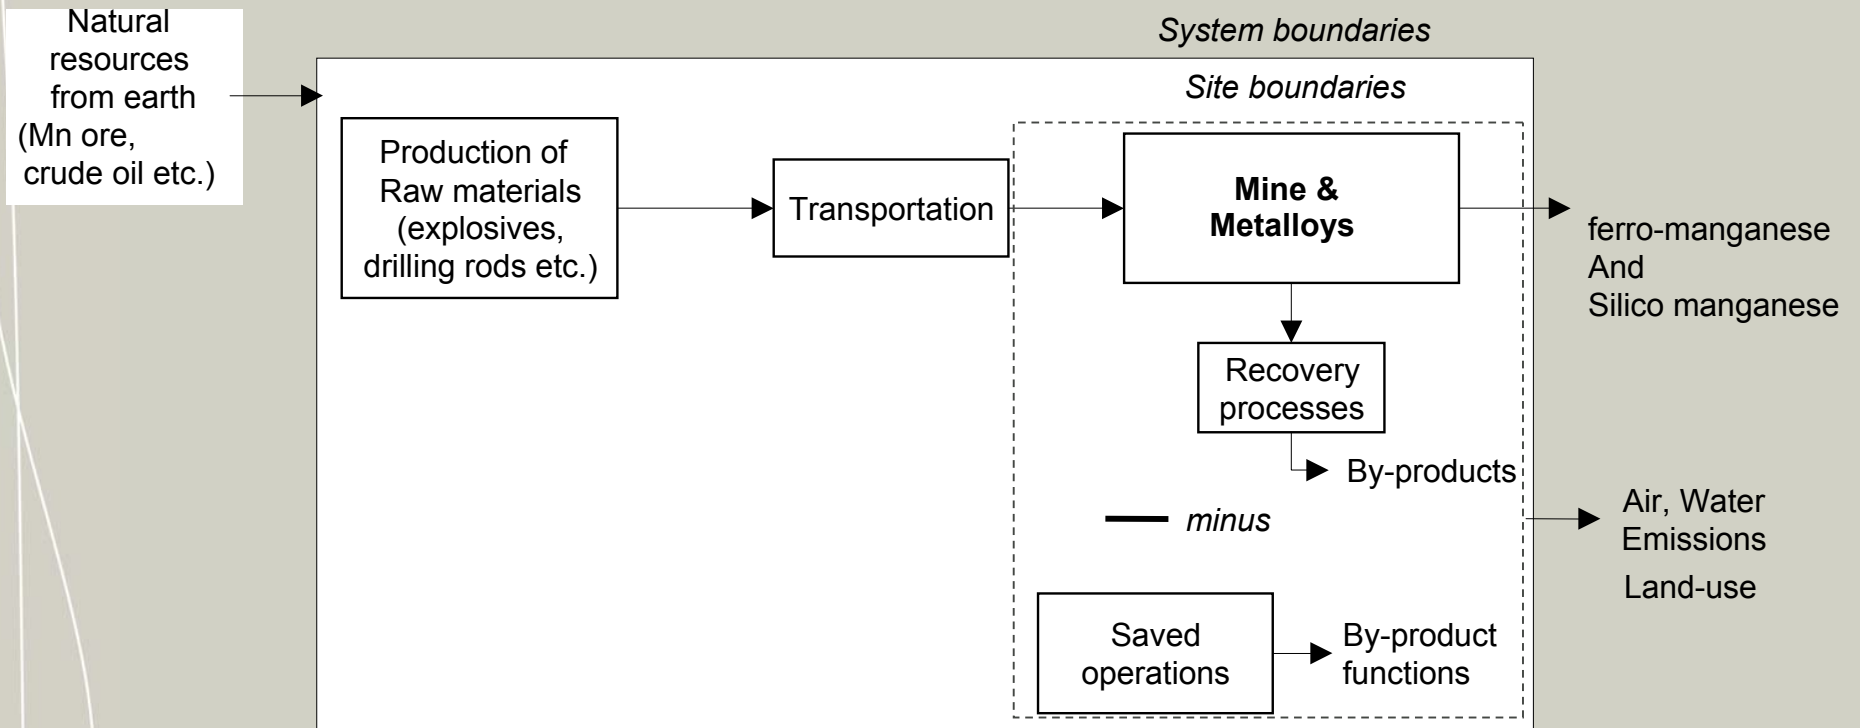 Natural
resources
from earth
(Mn ore,
crude oil etc.)
System boundaries
Site boundaries
Production of
Raw materials
(explosives,
drilling rods etc.)
Transportation
Mine &
Metalloys
ferro-manganese
And
Silico manganese
Recovery
processes
By-products
minus
Air, Water
Emissions
Land-use
Saved
operations
By-product
functions